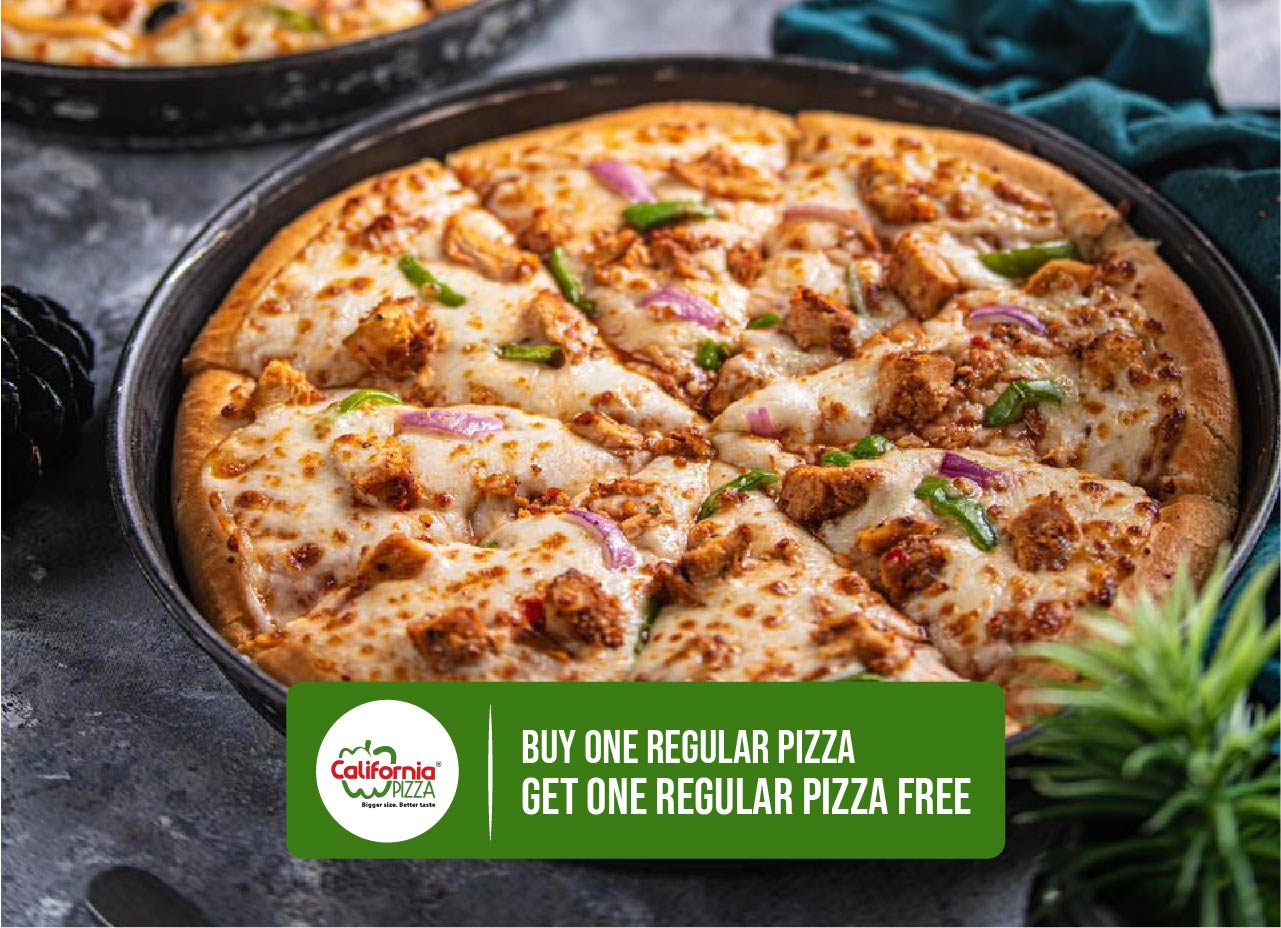 California®
PIZZA
Bigger size. Better taste
BUY ONE REGULAR PIZZA
GET ONE REGULAR PIZZA FREE